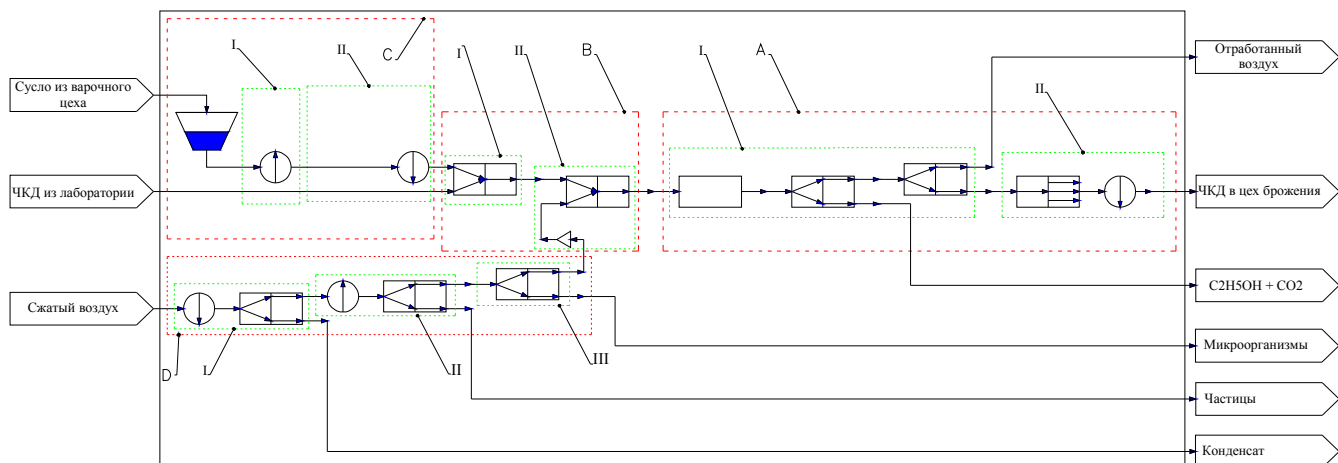 I
II
C
I
II
B
I
A
II
Отработанный
воздух
Сусло из варочного
цеха
ЧКД из лаборатории
ЧКД в цех брожения
C2H5OH + CO2
Сжатый воздух
Микроорганизмы
D
I
II
III
Частицы
Конденсат